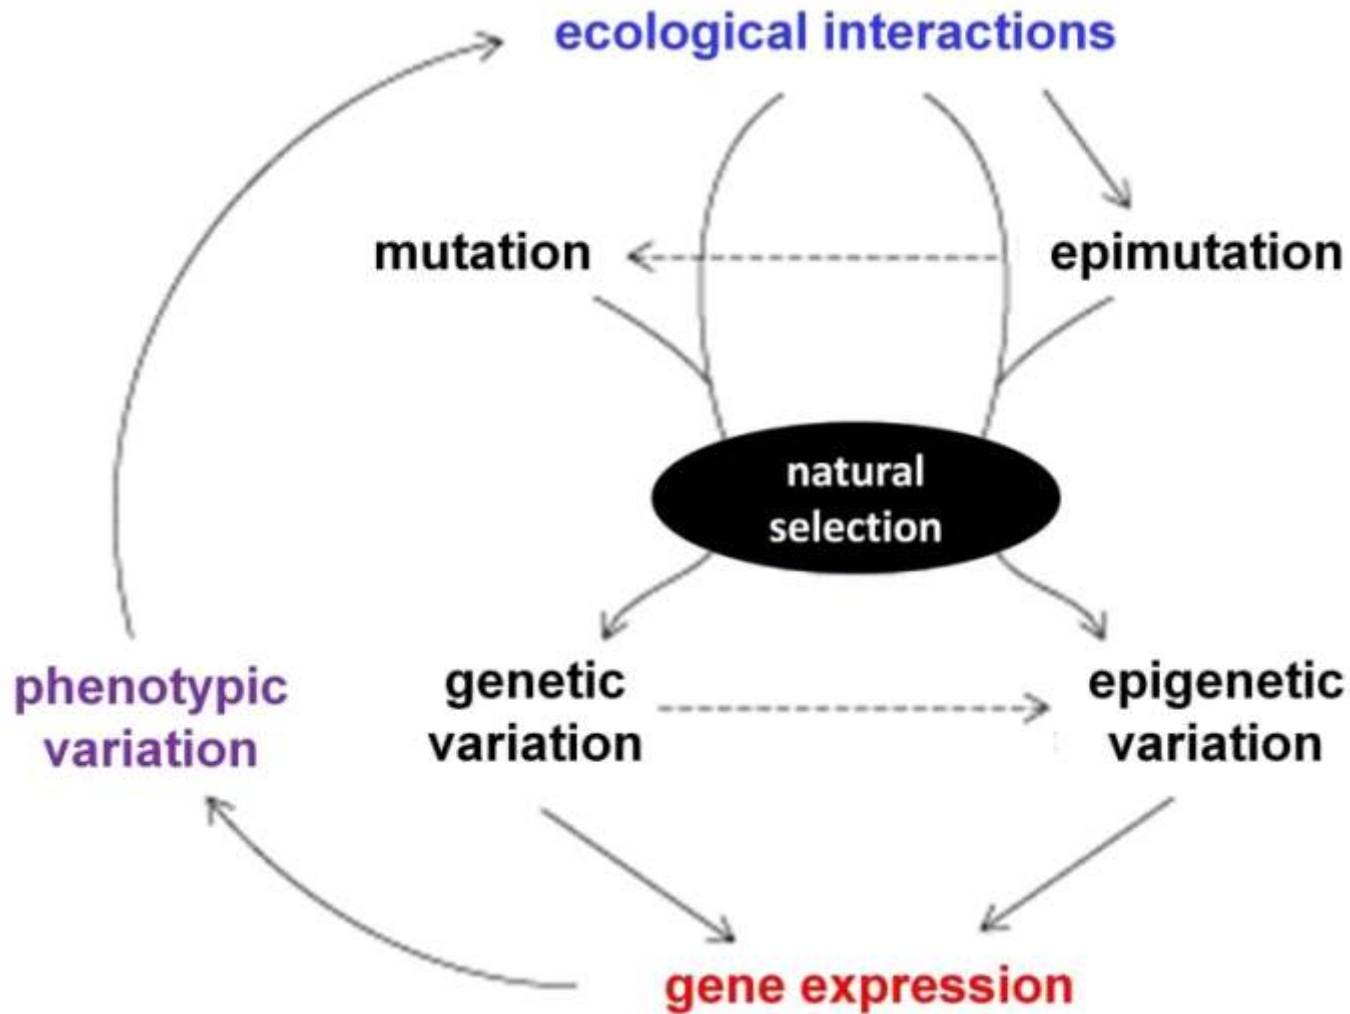 ecological interactions
mutation
epimutation
natural
selection
phenotypic
variation
genetic
variation
epigenetic
variation
gene expression